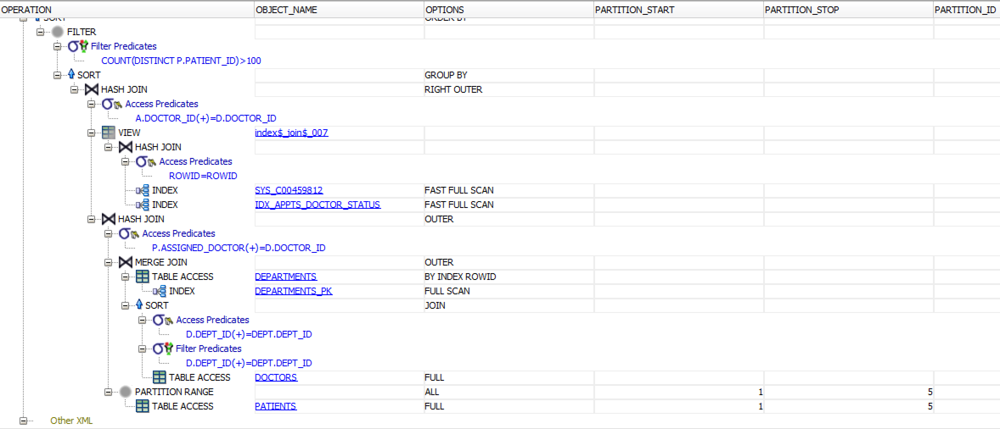 OPERATION OBJECT_NAME OPTIONS PARTITION_START PARTITION_STOP PARTITION_ID
SORT ORDER BY
FILTER
Filter Predicates
COUNT(DISTINCT P.PATIENT_ID)>100
SORT GROUP BY
HASH JOIN RIGHT OUTER
Access Predicates
A.DOCTOR_ID(+)=D.DOCTOR_ID
VIEW index$_join$_007
HASH JOIN
Access Predicates
ROWID=ROWID
INDEX SYS_C00459812 FAST FULL SCAN
INDEX IDX_APPTS_DOCTOR_STATUS FAST FULL SCAN
HASH JOIN OUTER
Access Predicates
P.ASSIGNED_DOCTOR(+)=D.DOCTOR_ID
MERGE JOIN OUTER
TABLE ACCESS DEPARTMENTS BY INDEX ROWID
INDEX DEPARTMENTS_PK FULL SCAN
SORT JOIN
Access Predicates
D.DEPT_ID(+)=DEPT.DEPT_ID
Filter Predicates
D.DEPT_ID(+)=DEPT.DEPT_ID
TABLE ACCESS DOCTORS FULL
PARTITION RANGE ALL 1 5
TABLE ACCESS PATIENTS FULL 1 5
Other XML